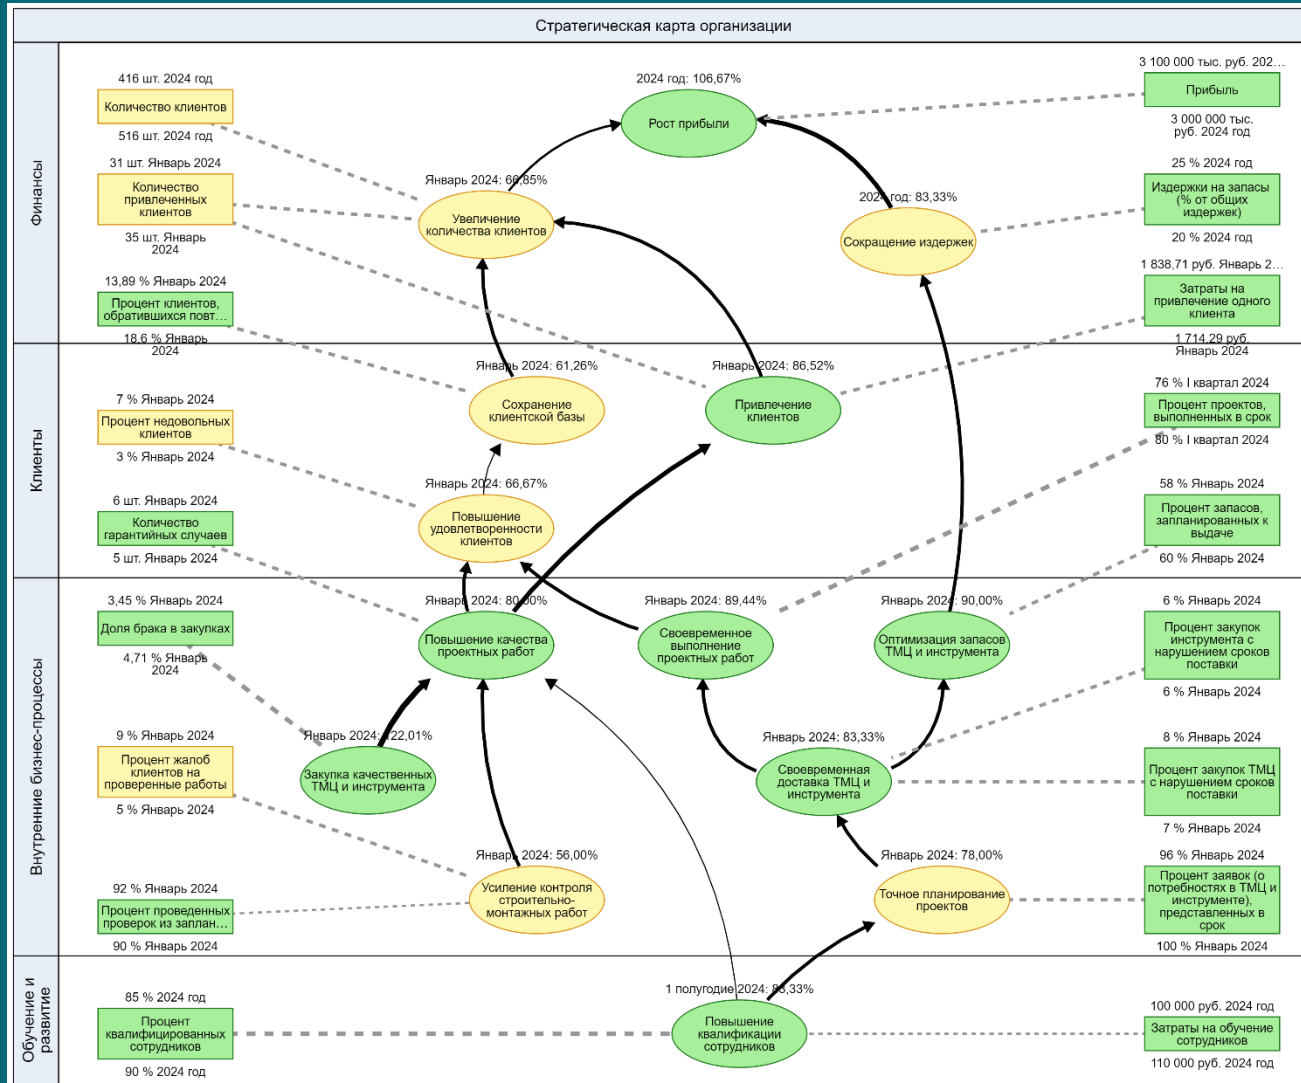 Стратегическая карта организации
Финансы
416 шт. 2024 год
Количество клиентов
516 шт. 2024 год
31 шт. Январь 2024
Количество
привлеченных
клиентов
35 шт. Январь
2024
13,89 % Январь 2024
Процент клиентов,
обратившихся повт…
18,6 % Январь
2024
2024 год: 106,67%
Рост прибыли
Январь 2024: 66,85%
Увеличение
количества клиентов
2024 год: 83,33%
Сокращение издержек
3 100 000 тыс. руб. 202…
Прибыль
3 000 000 тыс.
руб. 2024 год
25 % 2024 год
Издержки на запасы
(% от общих
издержек)
20 % 2024 год
1 838,71 руб. Январь 2…
Затраты на
привлечение одного
клиента
1 714,29 руб.
Январь 2024
Клиенты
7 % Январь 2024
Процент недовольных
клиентов
3 % Январь 2024
6 шт. Январь 2024
Количество
гарантийных случаев
5 шт. Январь 2024
Январь 2024: 61,26%
Сохранение
клиентской базы
Январь 2024: 86,52%
Привлечение
клиентов
Январь 2024: 66,67%
Повышение
удовлетворенности
клиентов
76 % I квартал 2024
Процент проектов,
выполненных в срок
80 % I квартал 2024
58 % Январь 2024
Процент запасов,
запланированных к
выдаче
60 % Январь 2024
Внутренние бизнес-процессы
3,45 % Январь 2024
Доля брака в закупках
4,71 % Январь
2024
9 % Январь 2024
Процент жалоб
клиентов на
проверенные работы
5 % Январь 2024
92 % Январь 2024
Процент проведенных
проверок из заплан…
90 % Январь 2024
Январь 2024: 80,00%
Повышение качества
проектных работ
Январь 2024: 89,44%
Своевременное
выполнение
проектных работ
Январь 2024: 90,00%
Оптимизация запасов
ТМЦ и инструмента
Январь 2024: 122,01%
Закупка качественных
ТМЦ и инструмента
Январь 2024: 83,33%
Своевременная
доставка ТМЦ и
инструмента
Январь 2024: 56,00%
Усиление контроля
строительно-
монтажных работ
Январь 2024: 78,00%
Точное планирование
проектов
6 % Январь 2024
Процент закупок
инструмента с
нарушением сроков
поставки
6 % Январь 2024
8 % Январь 2024
Процент закупок ТМЦ
с нарушением сроков
поставки
7 % Январь 2024
96 % Январь 2024
Процент заявок (о
потребностях в ТМЦ и
инструменте),
представленных в
срок
100 % Январь 2024
Обучение и
развитие
85 % 2024 год
Процент
квалифицированных
сотрудников
90 % 2024 год
1 полугодие 2024: 83,33%
Повышение
квалификации
сотрудников
100 000 руб. 2024 год
Затраты на обучение
сотрудников
110 000 руб. 2024 год